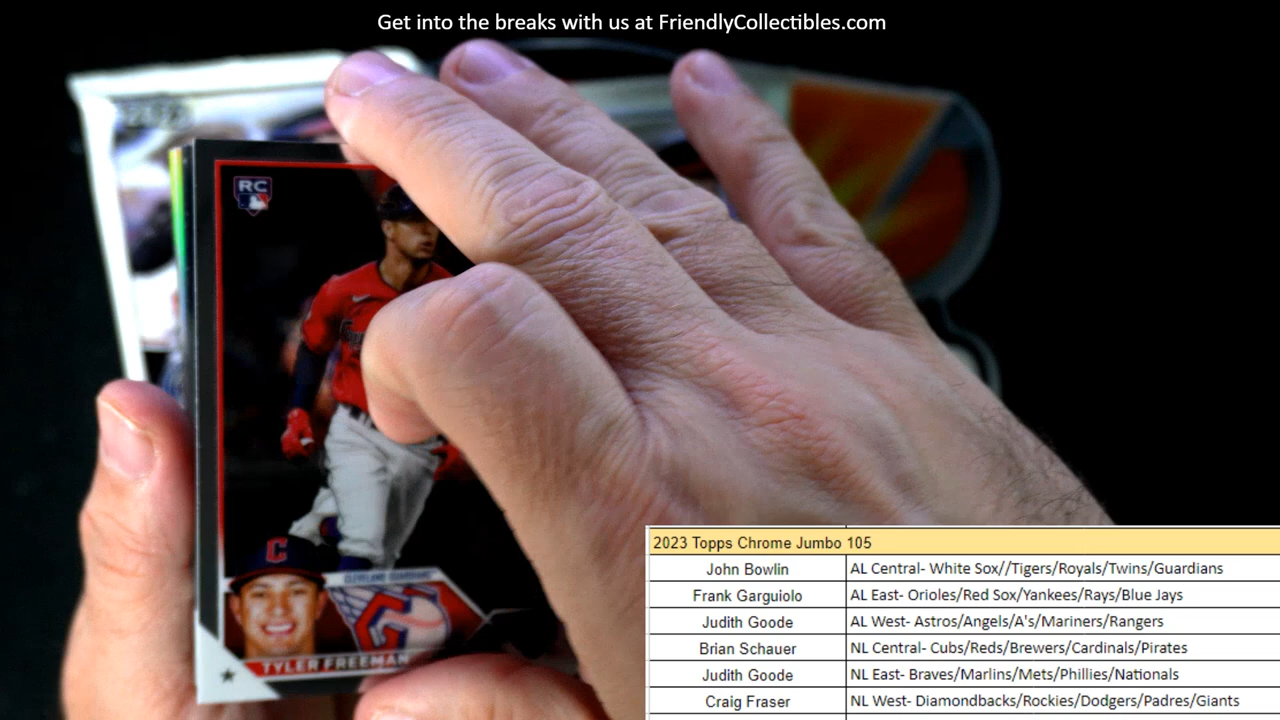 Get into the breaks with us at FriendlyCollectibles.com
RC
C
CLEVELAND GUARDIANS
TYLER FREEMAN
2023 Topps Chrome Jumbo 105
John Bowlin AL Central- White Sox//Tigers/Royals/Twins/Guardians
Frank Garguiolo AL East- Orioles/Red Sox/Yankees/Rays/Blue Jays
Judith Goode AL West- Astros/Angels/A's/Mariners/Rangers
Brian Schauer NL Central- Cubs/Reds/Brewers/Cardinals/Pirates
Judith Goode NL East- Braves/Marlins/Mets/Phillies/Nationals
Craig Fraser NL West- Diamondbacks/Rockies/Dodgers/Padres/Giants